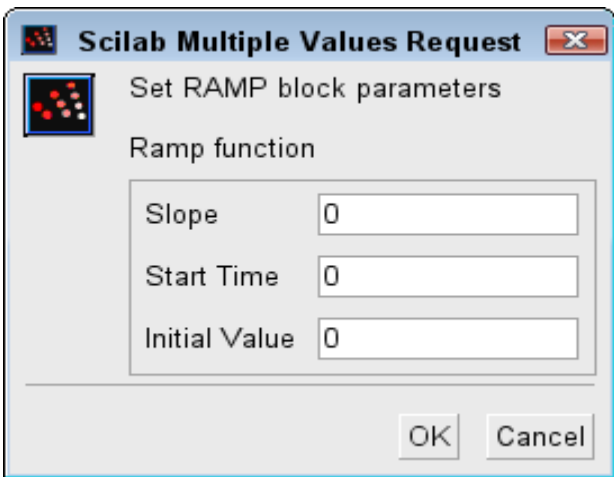 Scilab Multiple Values Request
Set RAMP block parameters
Ramp function
Slope 0
Start Time 0
Initial Value 0
OK Cancel